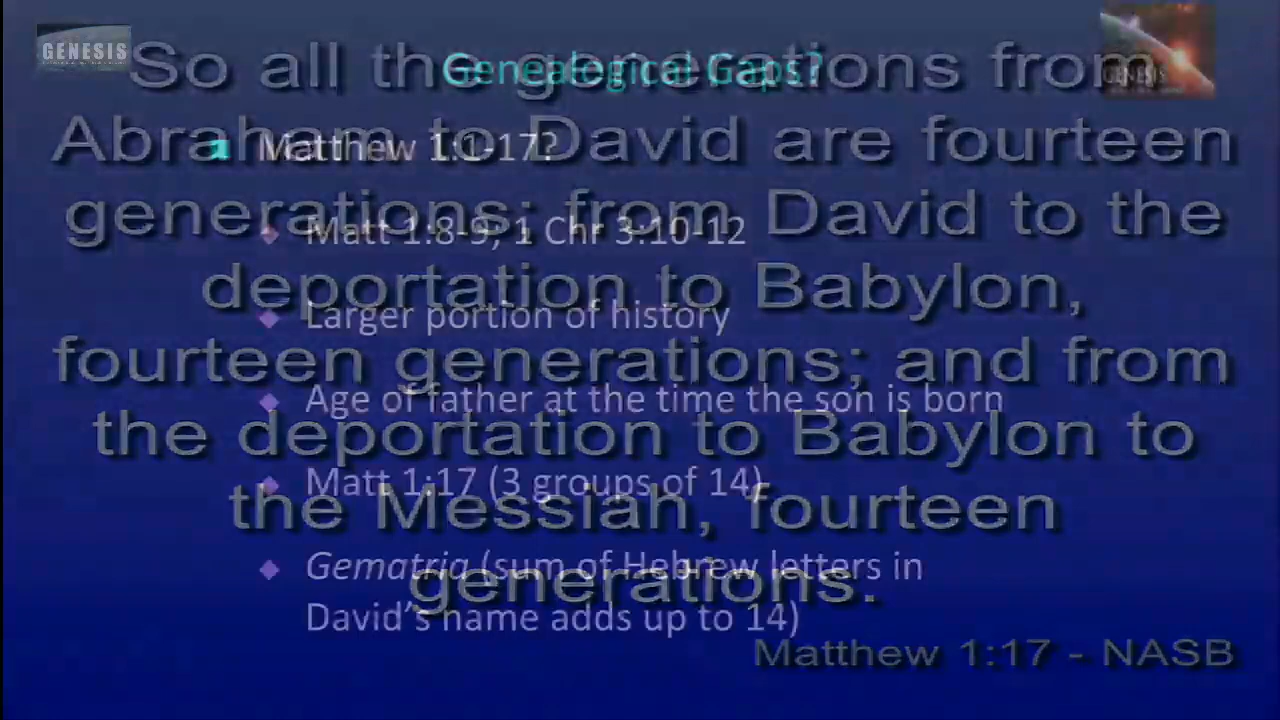 GENESIS
GENESIS
Genealogical Gaps?
Matthew 1:1-17?
Matt 1:8-9; 1 Chr 3:10-12
Larger portion of history
Age of father at the time the son is born
Matt 1:17 (3 groups of 14)
Gematria (sum of Hebrew letters in
David's name adds up to 14)
So all the generations from
Abraham to David are fourteen
generations; from David to the
deportation to Babylon,
fourteen generations; and from
the deportation to Babylon to
the Messiah, fourteen
generations.
Matthew 1:17 - NASB